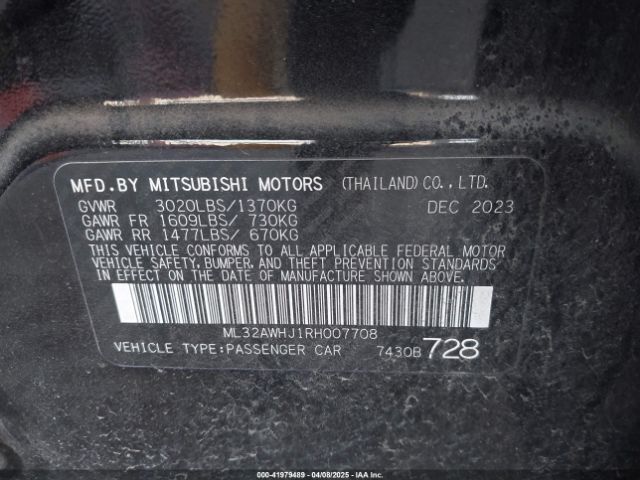 MFD.BY MITSUBISHI MOTORS (THAILAND)CO.,LTD.
GVWR 3020LBS/1370KG DEC 2023
GAWR FR 1609LBS/ 730KG
GAWR RR 1477LBS/ 670KG
THIS VEHICLE CONFORMS TO ALL APPLICABLE FEDERAL MOTOR
VEHICLE SAFETY, BUMPER, AND THEFT PREVENTION STANDARDS
IN EFFECT ON THE DATE OF MANUFACTURE SHOWN ABOVE.
ML32AWHJ1RH007708
VEHICLE TYPE:PASSENGER CAR 7430B 728
000-41979489 - 04/08/2025 - IAA Inc.